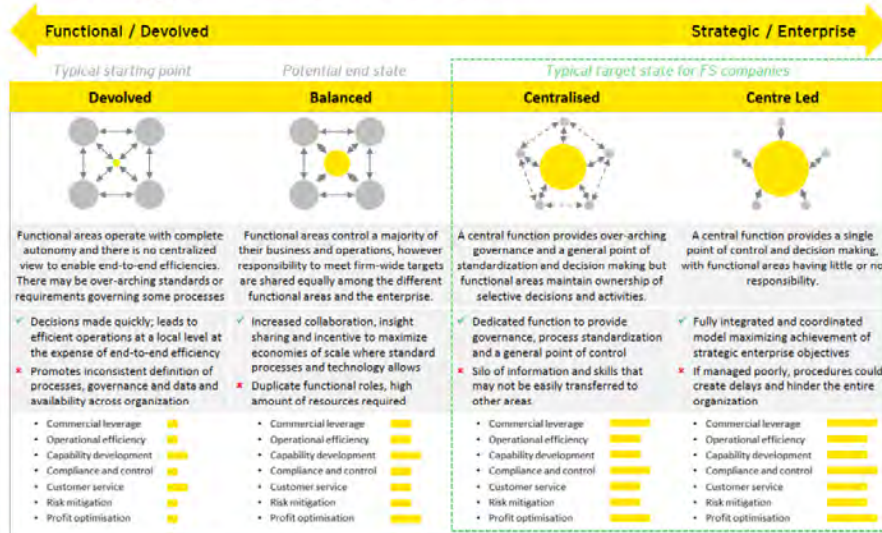 Functional / Devolved
Strategic / Enterprise
Typical starting point
Potential end state
Typical target state for FS companies
Devolved
Balanced
Centralised
Centre Led
Functional areas operate with complete
autonomy and there is no centralized
view to enable end-to-end efficiencies.
There may be over-arching standards or
requirements governing some processes
Functional areas control a majority of
their business and operations, however
responsibility to meet firm-wide targets
are shared equally among the different
functional areas and the enterprise.
A central function provides over-arching
governance and a general point of
standardization and decision making but
functional areas maintain ownership of
selective decisions and activities.
A central function provides a single
point of control and decision making,
with functional areas having little or no
responsibility.
✓ Decisions made quickly; leads to
efficient operations at a local level at
the expense of end-to-end efficiency
✗ Promotes inconsistent definition of
processes, governance and data and
availability across organization
✓ Increased collaboration, insight
sharing and incentive to maximize
economies of scale where standard
processes and technology allows
✗ Duplicate functional roles, high
amount of resources required
✓ Dedicated function to provide
governance, process standardization
and a general point of control
✗ Silo of information and skills that
may not be easily transferred to
other areas
✓ Fully integrated and coordinated
model maximizing achievement of
strategic enterprise objectives
✗ If managed poorly, procedures could
create delays and hinder the entire
organization
• Commercial leverage
• Operational efficiency
• Capability development
• Compliance and control
• Customer service
• Risk mitigation
• Profit optimisation
• Commercial leverage
• Operational efficiency
• Capability development
• Compliance and control
• Customer service
• Risk mitigation
• Profit optimisation
• Commercial leverage
• Operational efficiency
• Capability development
• Compliance and control
• Customer service
• Risk mitigation
• Profit optimisation
• Commercial leverage
• Operational efficiency
• Capability development
• Compliance and control
• Customer service
• Risk mitigation
• Profit optimisation